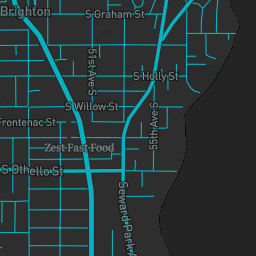 Brighton
S Graham St
51st Ave S
S Holly St
S Willow St
55th Ave S
Frontenac St
Zest Fast Food
S Othello St
Seward Park A